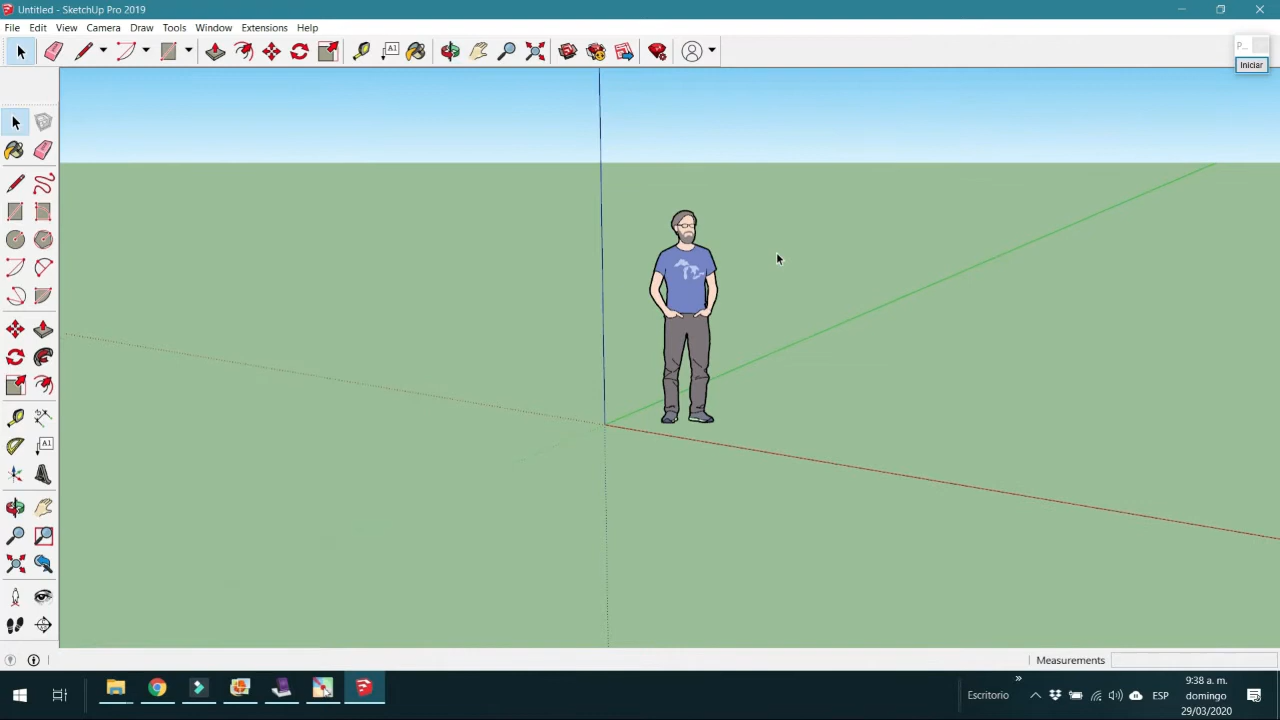 Untitled - SketchUp Pro 2019
File Edit View Camera Draw Tools Window Extensions Help
P...
Iniciar
Measurements
9:38 a. m.
Escritorio » ESP domingo
29/03/2020